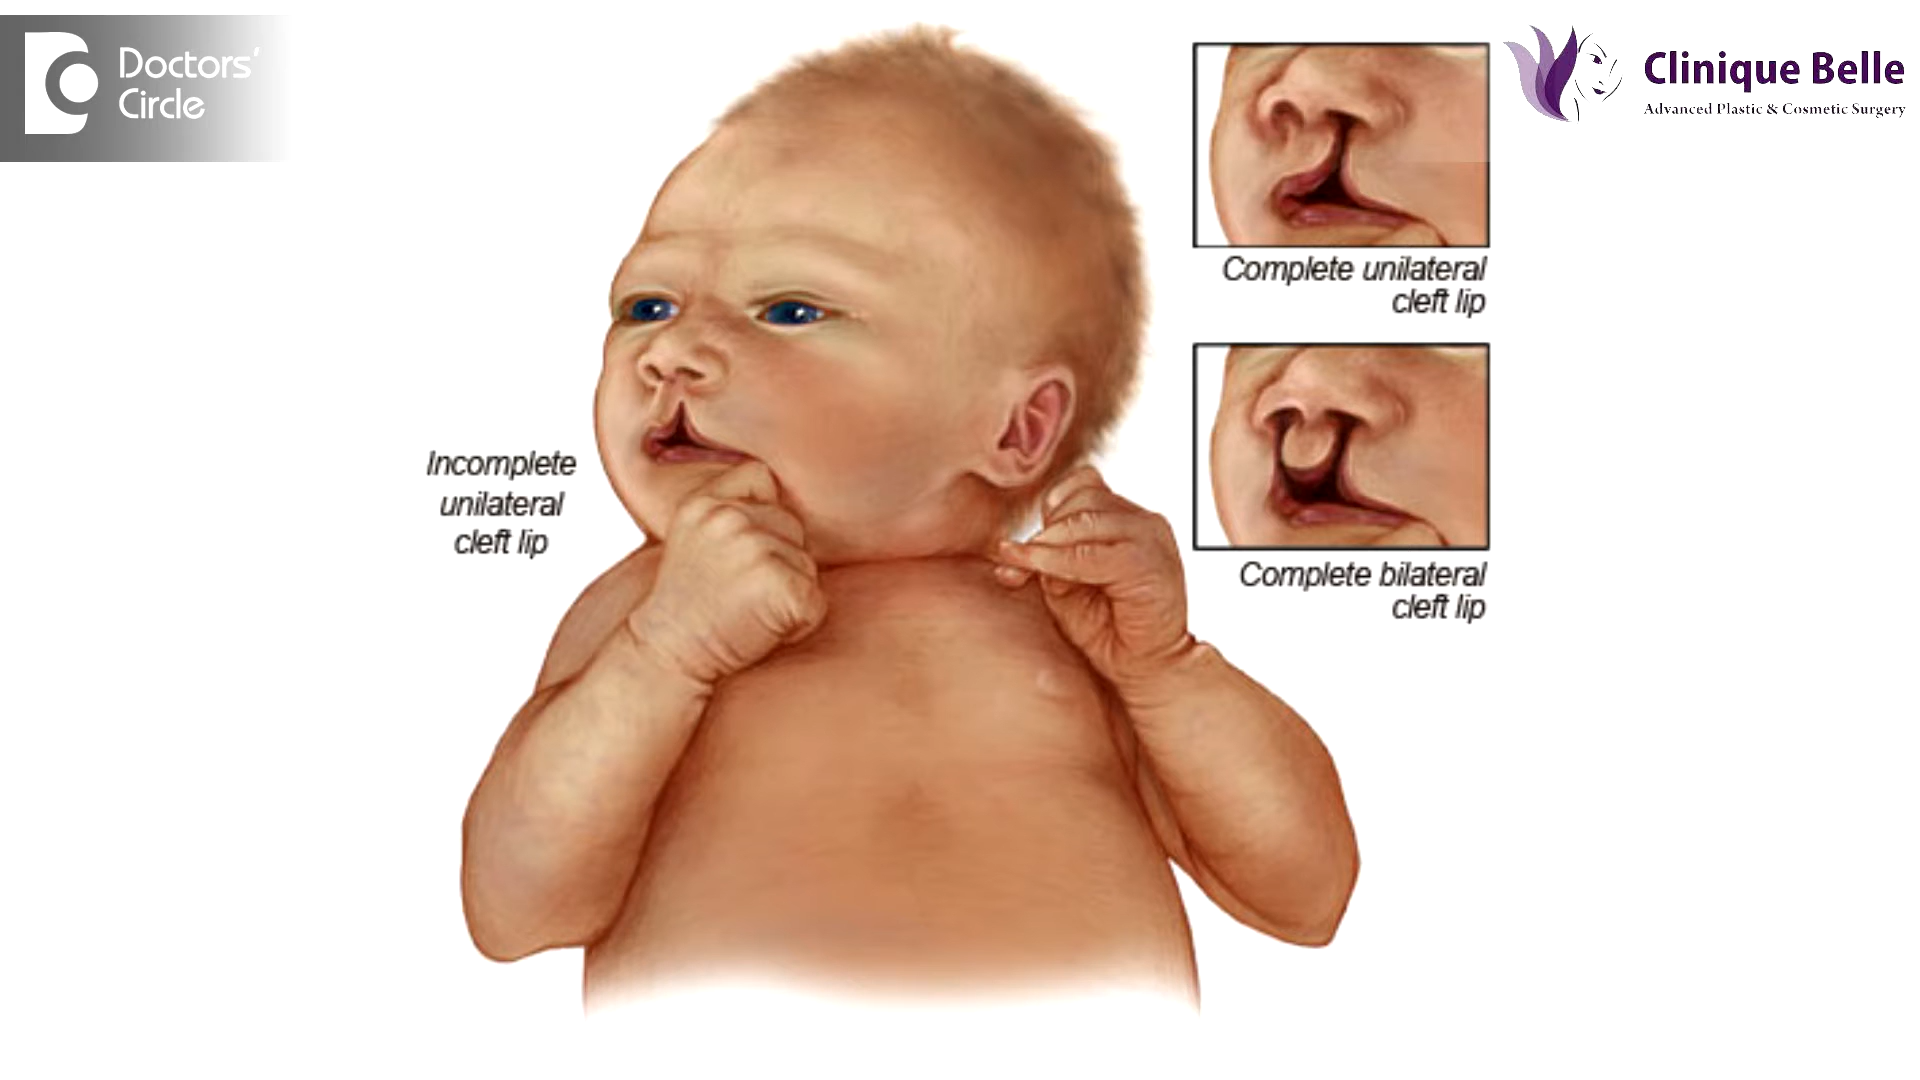 Doctors'
Circle
Clinique Belle
Advanced Plastic & Cosmetic Surgery
Complete unilateral
cleft lip
Incomplete
unilateral
cleft lip
Complete bilateral
cleft lip